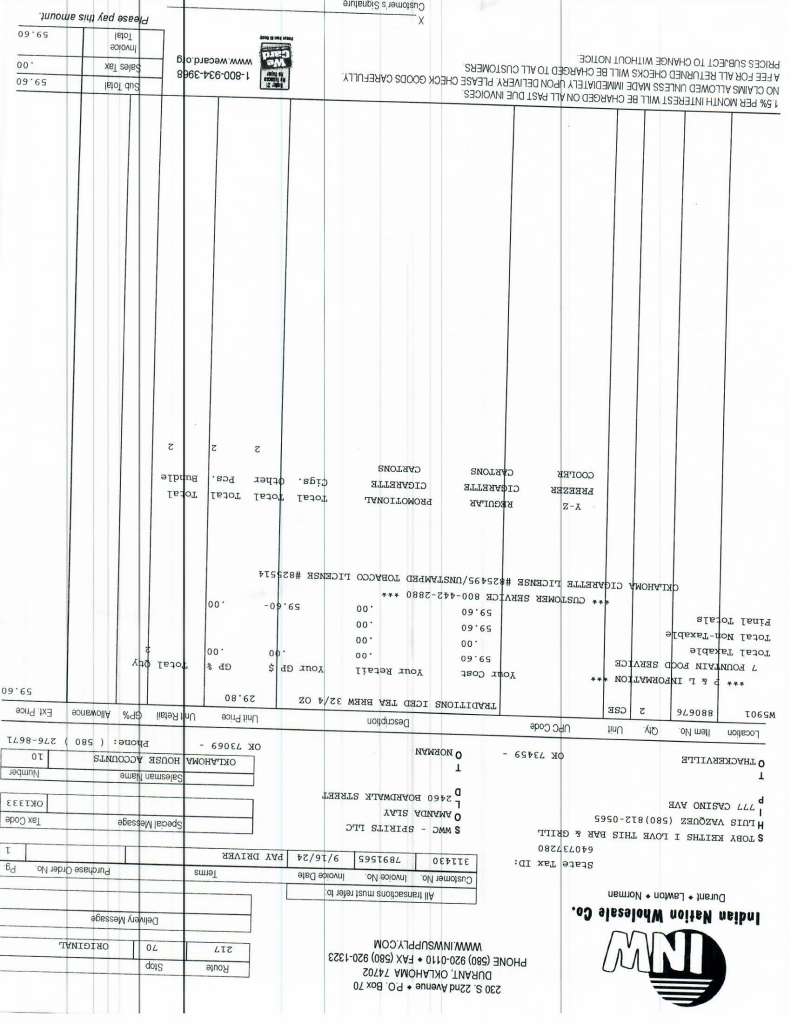 INW
Indian Nation Wholesale Co.
Durant • Lawton • Norman
230 S. 22nd Avenue • P.O. Box 70
DURANT, OKLAHOMA 74702
PHONE (580) 920-0110 • FAX (580) 920-1323
WWW.INWSUPPLY.COM
Route Stop
217 70 ORIGINAL
Delivery Message
All transactions must refer to
Customer No. Invoice No. Invoice Date Terms Purchase Order No. Pg.
311430 7891565 9/16/24 PAY DRIVER 1
State Tax ID:
640737280
S TOBY KEITHS I LOVE THIS BAR & GRILL
H LUIS VAZQUEZ (580)812-0565
I 777 CASINO AVE
P
T
O THACKERVILLE OK 73459 -
S WWC - SPIRITS LLC
O AMANDA SLAY
L 2460 BOARDWALK STREET
D
T
O NORMAN OK 73069 - Phone: ( 580 ) 276-8671
Special Message Tax Code
OK1333
Salesman Name Number
OKLAHOMA HOUSE ACCOUNTS 10
Location Item No. Qty. Unit UPC Code Description Unit Price Unit Retail GP% Allowance Ext. Price
W5901 880676 2 CSE TRADITIONS ICED TEA BREW 32/4 OZ 29.80 59.60
*** P & L INFORMATION *** Your Cost Your Retail Your GP $ GP % Total Qty
7 FOUNTAIN FOOD SERVICE 59.60 .00 .00 .00 2
Total Taxable .00 .00
Total Non-Taxable 59.60 .00
Final Totals 59.60 .00 59.60- .00
*** CUSTOMER SERVICE 800-442-2880 ***
OKLAHOMA CIGARETTE LICENSE #825495/UNSTAMPED TOBACCO LICENSE #825514
Y-Z REGULAR PROMOTIONAL Total Total Total Total
FREEZER CIGARETTE CIGARETTE Cigs. Other Pcs. Bundle
COOLER CARTONS CARTONS
2 2 2
1.5% PER MONTH INTEREST WILL BE CHARGED ON ALL PAST DUE INVOICES.
NO CLAIMS ALLOWED UNLESS MADE IMMEDIATELY UPON DELIVERY. PLEASE CHECK GOODS CAREFULLY.
A FEE FOR ALL RETURNED CHECKS WILL BE CHARGED TO ALL CUSTOMERS.
PRICES SUBJECT TO CHANGE WITHOUT NOTICE.
We Card
1-800-934-3968
www.wecard.org
Sub Total 59.60
Sales Tax .00
Invoice Total 59.60
Please pay this amount.
X
Customer's Signature